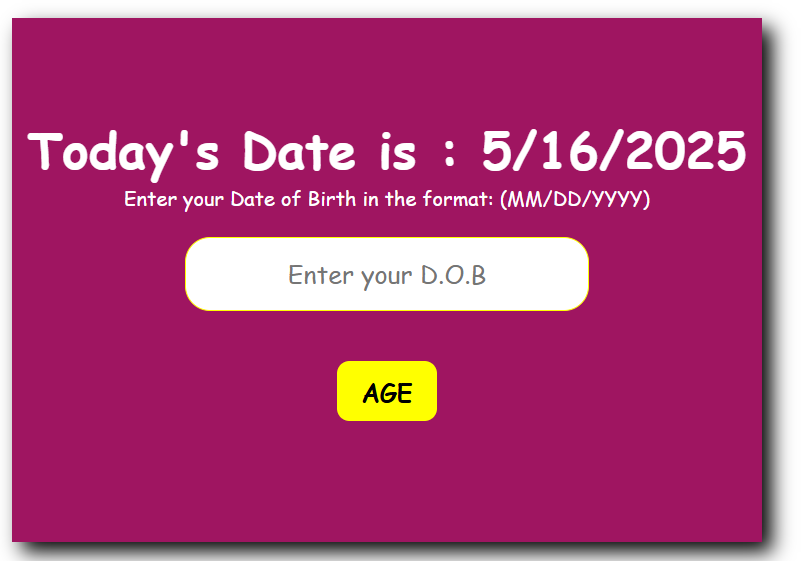 Today's Date is : 5/16/2025
Enter your Date of Birth in the format: (MM/DD/YYYY)
Enter your D.O.B
AGE